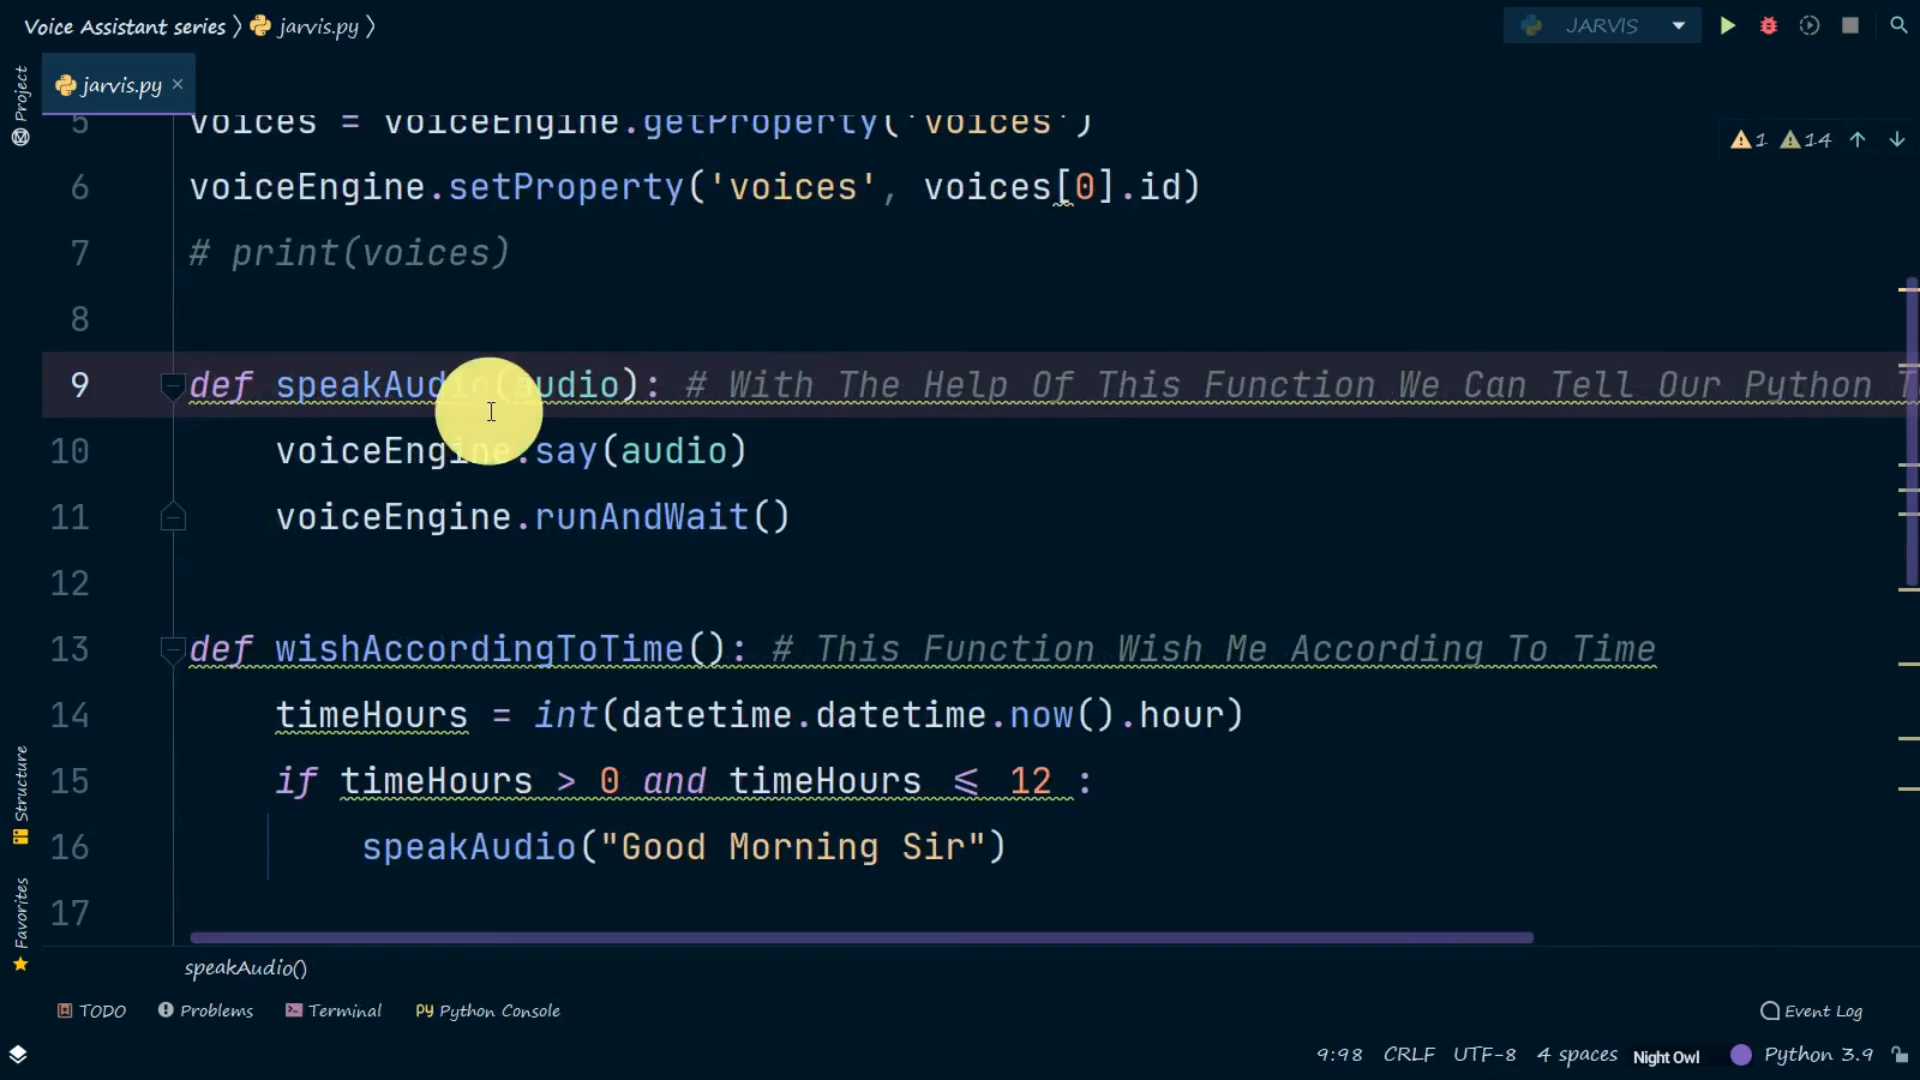 Voice Assistant series 〉 jarvis.py 〉
JARVIS
Project
jarvis.py ×
1 14
5 voices = voiceEngine.getProperty('voices')
6 voiceEngine.setProperty('voices', voices[0].id)
7 # print(voices)
8
9 def speakAudio(audio): # With The Help Of This Function We Can Tell Our Python
10 voiceEngine.say(audio)
11 voiceEngine.runAndWait()
12
13 def wishAccordingToTime(): # This Function Wish Me According To Time
14 timeHours = int(datetime.datetime.now().hour)
15 if timeHours > 0 and timeHours ⩽ 12 :
16 speakAudio("Good Morning Sir")
17
Structure
Favorites
speakAudio()
TODO Problems Terminal Python Console Event Log
9:98 CRLF UTF-8 4 spaces Night Owl Python 3.9